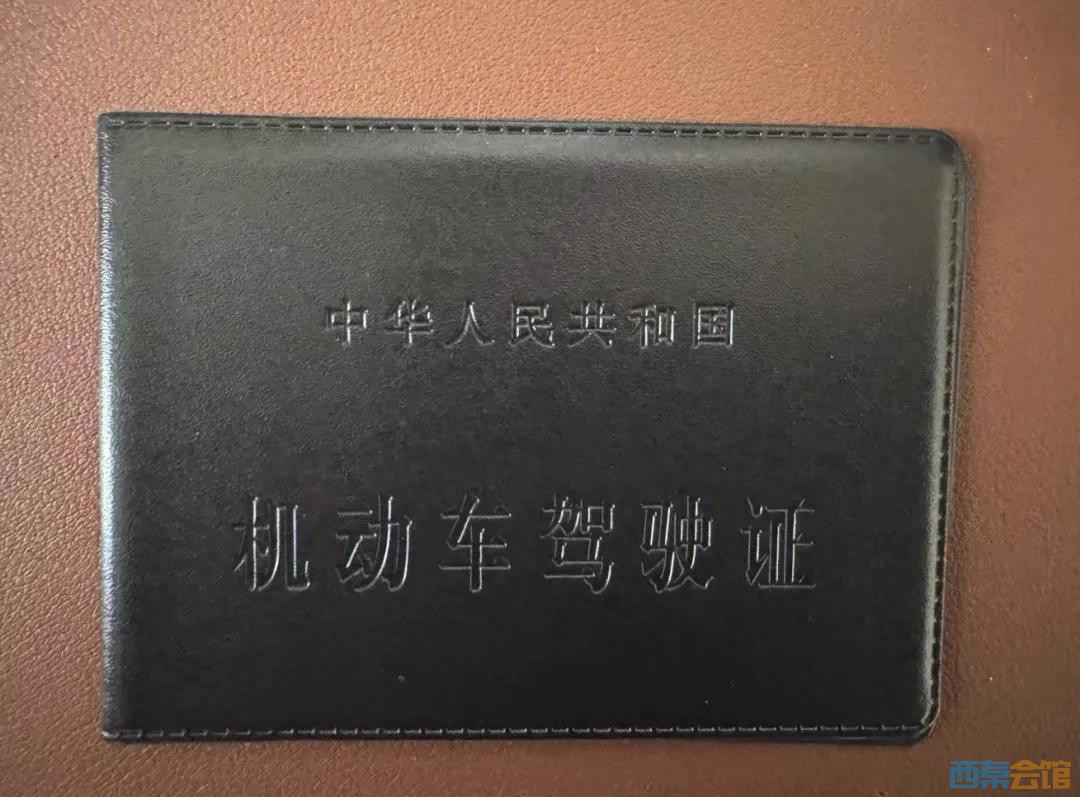 中华人民共和国
机动车驾驶证
西秦会馆